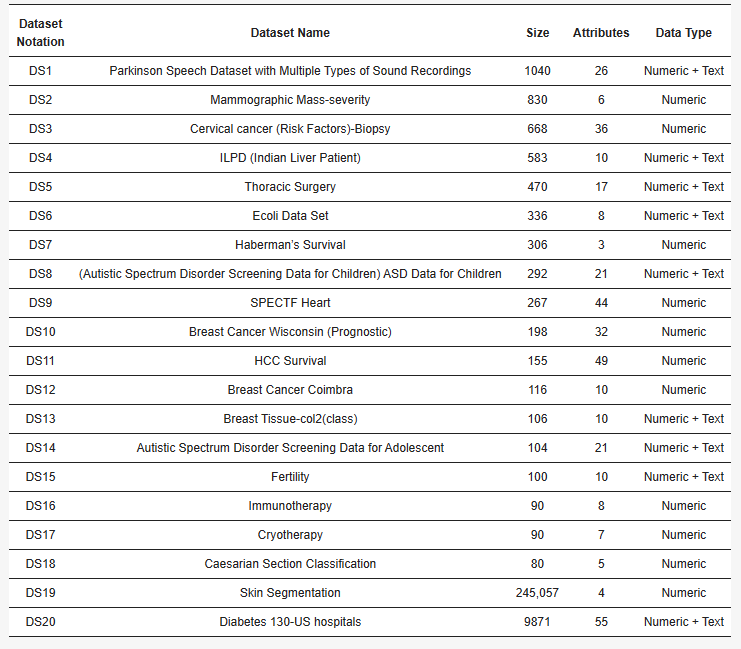 Dataset Notation Dataset Name Size Attributes Data Type
DS1 Parkinson Speech Dataset with Multiple Types of Sound Recordings 1040 26 Numeric + Text
DS2 Mammographic Mass-severity 830 6 Numeric
DS3 Cervical cancer (Risk Factors)-Biopsy 668 36 Numeric
DS4 ILPD (Indian Liver Patient) 583 10 Numeric + Text
DS5 Thoracic Surgery 470 17 Numeric + Text
DS6 Ecoli Data Set 336 8 Numeric + Text
DS7 Haberman's Survival 306 3 Numeric
DS8 (Autistic Spectrum Disorder Screening Data for Children) ASD Data for Children 292 21 Numeric + Text
DS9 SPECTF Heart 267 44 Numeric
DS10 Breast Cancer Wisconsin (Prognostic) 198 32 Numeric
DS11 HCC Survival 155 49 Numeric
DS12 Breast Cancer Coimbra 116 10 Numeric
DS13 Breast Tissue-col2(class) 106 10 Numeric + Text
DS14 Autistic Spectrum Disorder Screening Data for Adolescent 104 21 Numeric + Text
DS15 Fertility 100 10 Numeric + Text
DS16 Immunotherapy 90 8 Numeric
DS17 Cryotherapy 90 7 Numeric
DS18 Caesarian Section Classification 80 5 Numeric
DS19 Skin Segmentation 245,057 4 Numeric
DS20 Diabetes 130-US hospitals 9871 55 Numeric + Text